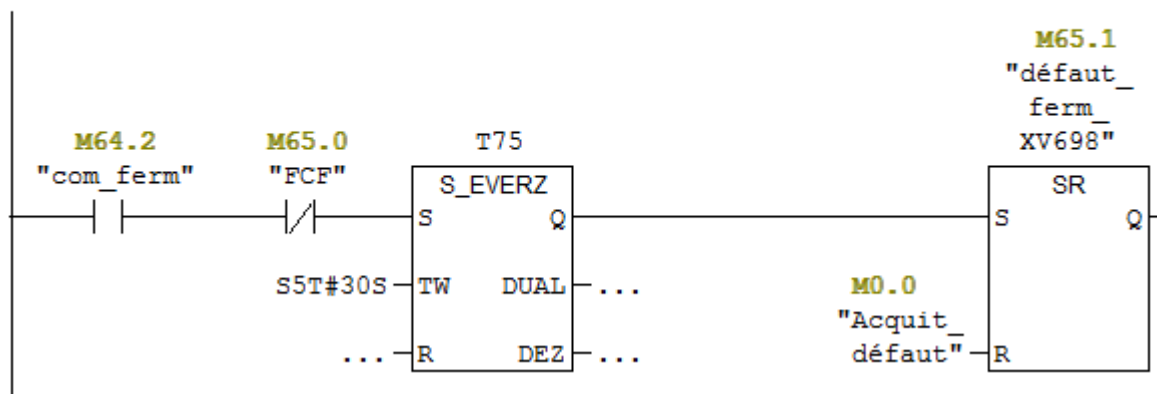 M65.1
"défaut_
ferm_
XV698"
M64.2
"com_ferm"
M65.0
"FCF"
T75
S_EVERZ
SR
S
Q
S
Q
S5T#30S
TW
DUAL
...
M0.0
"Acquit_
défaut"
...
R
DEZ
...
R